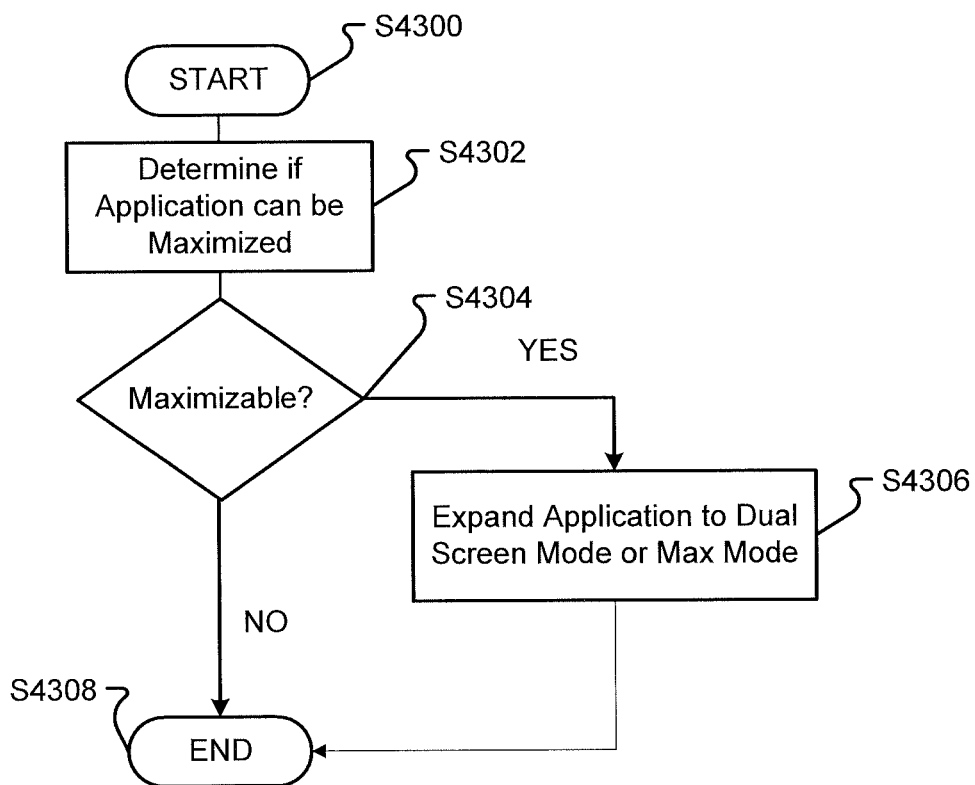 S4300
START
S4302
Determine if
Application can be
Maximized
S4304
YES
Maximizable?
S4306
Expand Application to Dual
Screen Mode or Max Mode
NO
S4308
END